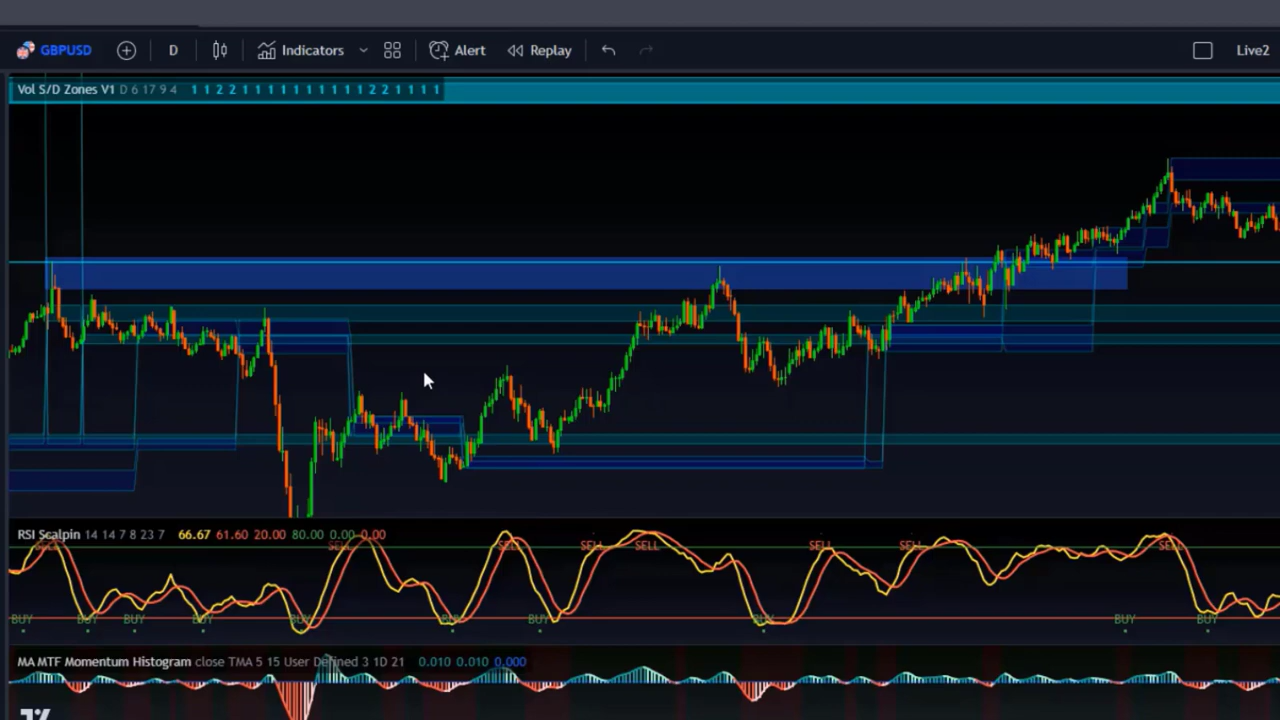 GBPUSD D Indicators Alert Replay Live2
Vol S/D Zones V1 D 6 17 9 4 1 1 2 2 1 1 1 1 1 1 1 1 1 1 2 2 1 1 1 1
RSI Scalpin 14 14 7 8 23 7 66.67 61.60 20.00 80.00 0.00 0.00
SELL SELL SELL SELL SELL SELL SELL SELL
BUY BUY BUY BUY BUY BUY BUY BUY BUY BUY
MA MTF Momentum Histogram close TMA 5 15 User Defined 3 1D 21 0.010 0.010 0.000